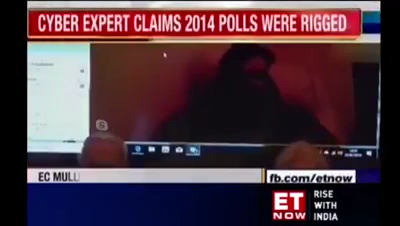 CYBER EXPERT CLAIMS 2014 POLLS WERE RIGGED
EC MULL
fb.com/etnow
ET
NOW
RISE
WITH
INDIA